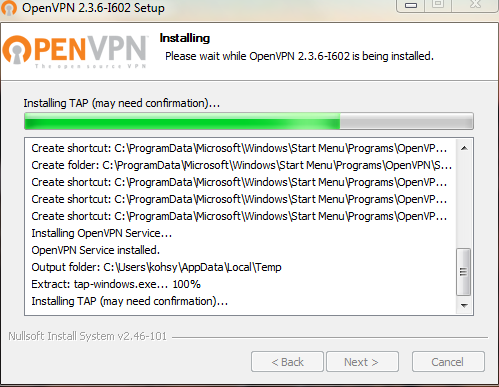 OpenVPN 2.3.6-I602 Setup
OPENVPN
The open source VPN
Installing
Please wait while OpenVPN 2.3.6-I602 is being installed.
Installing TAP (may need confirmation)...
Create shortcut: C:\ProgramData\Microsoft\Windows\Start Menu\Programs\OpenVP...
Create folder: C:\ProgramData\Microsoft\Windows\Start Menu\Programs\OpenVPN\S...
Create shortcut: C:\ProgramData\Microsoft\Windows\Start Menu\Programs\OpenVP...
Create shortcut: C:\ProgramData\Microsoft\Windows\Start Menu\Programs\OpenVP...
Create shortcut: C:\ProgramData\Microsoft\Windows\Start Menu\Programs\OpenVP...
Installing OpenVPN Service...
OpenVPN Service installed.
Output folder: C:\Users\kohsy\AppData\Local\Temp
Extract: tap-windows.exe... 100%
Installing TAP (may need confirmation)...
Nullsoft Install System v2.46-101
< Back
Next >
Cancel